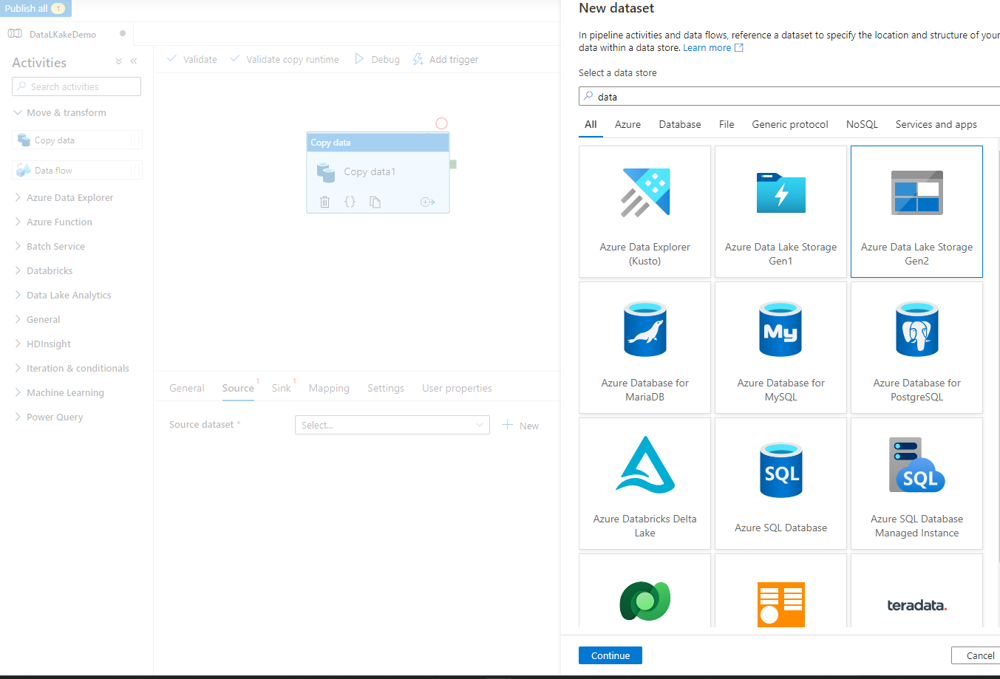 Publish all 1
DataLKakeDemo
Activities
Search activities
Move & transform
Copy data
Data flow
Azure Data Explorer
Azure Function
Batch Service
Databricks
Data Lake Analytics
General
HDInsight
Iteration & conditionals
Machine Learning
Power Query
Validate
Validate copy runtime
Debug
Add trigger
Copy data
Copy data1
{}
General
Source 1
Sink 1
Mapping
Settings
User properties
Source dataset *
Select...
New
New dataset
In pipeline activities and data flows, reference a dataset to specify the location and structure of your
data within a data store. Learn more
Select a data store
data
All
Azure
Database
File
Generic protocol
NoSQL
Services and apps
Azure Data Explorer
(Kusto)
Azure Data Lake Storage
Gen1
Azure Data Lake Storage
Gen2
Azure Database for
MariaDB
My
Azure Database for
MySQL
Azure Database for
PostgreSQL
Azure Databricks Delta
Lake
SQL
Azure SQL Database
SQL
Azure SQL Database
Managed Instance
teradata.
Continue
Cancel